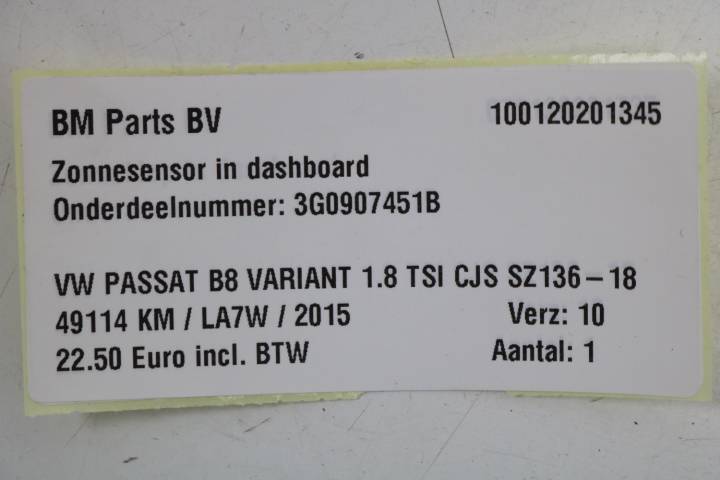 BM Parts BV 100120201345
Zonnesensor in dashboard
Onderdeelnummer: 3G0907451B
VW PASSAT B8 VARIANT 1.8 TSI CJS SZ136-18
49114 KM / LA7W / 2015 Verz: 10
22.50 Euro incl. BTW Aantal: 1